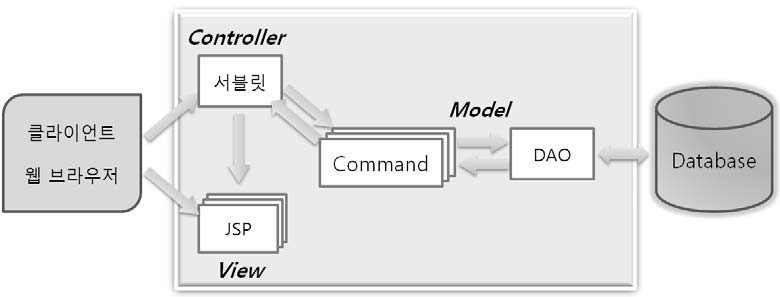 Controller
서블릿
클라이언트
웹 브라우저
Model
Command
DAO
Database
JSP
View